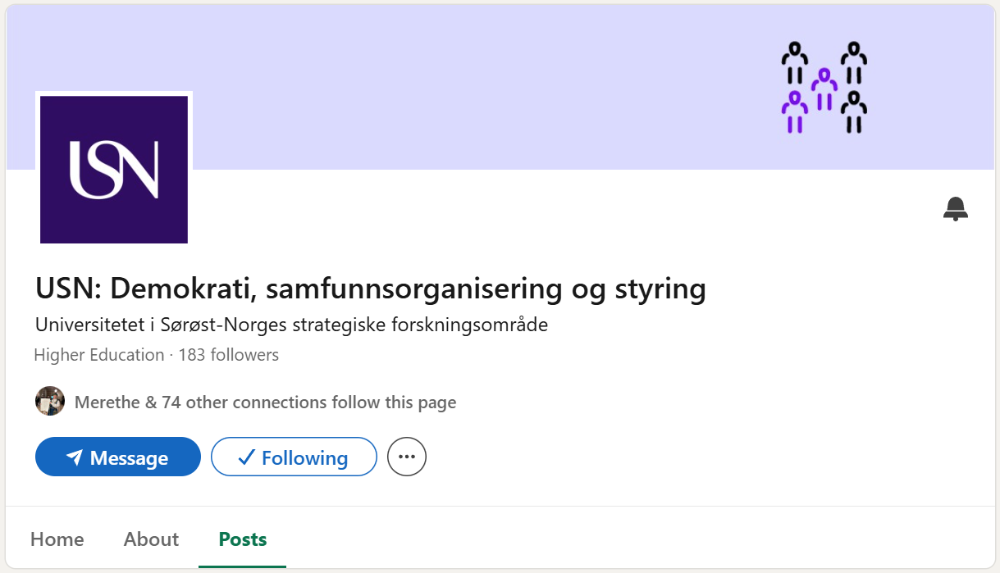 USN
USN: Demokrati, samfunnsorganisering og styring
Universitetet i Sørøst-Norges strategiske forskningsområde
Higher Education · 183 followers
Merethe & 74 other connections follow this page
Message
Following
Home
About
Posts